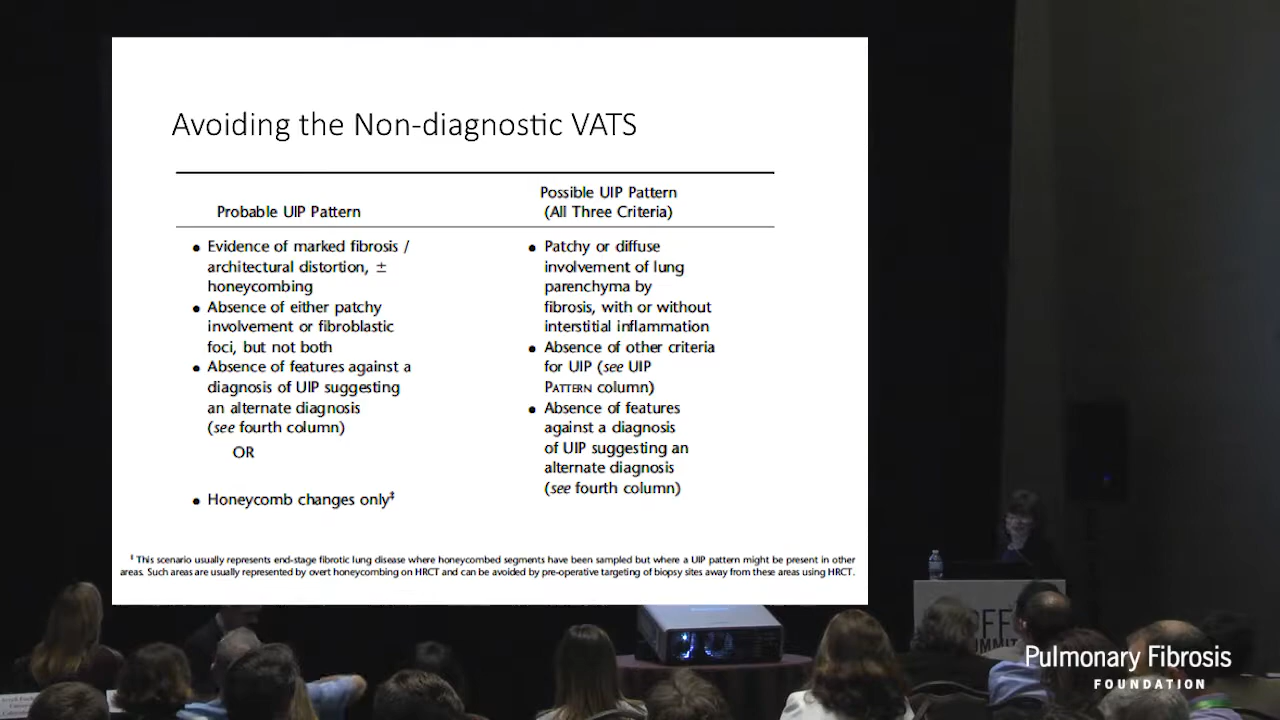 Avoiding the Non-diagnostic VATS
Probable UIP Pattern
● Evidence of marked fibrosis /
architectural distortion, ±
honeycombing
● Absence of either patchy
involvement or fibroblastic
foci, but not both
● Absence of features against a
diagnosis of UIP suggesting
an alternate diagnosis
(see fourth column)
OR
● Honeycomb changes only‡
Possible UIP Pattern
(All Three Criteria)
● Patchy or diffuse
involvement of lung
parenchyma by
fibrosis, with or without
interstitial inflammation
● Absence of other criteria
for UIP (see UIP
PATTERN column)
● Absence of features
against a diagnosis
of UIP suggesting an
alternate diagnosis
(see fourth column)
‡ This scenario usually represents end-stage fibrotic lung disease where honeycombed segments have been sampled but where a UIP pattern might be present in other
areas. Such areas are usually represented by overt honeycombing on HRCT and can be avoided by pre-operative targeting of biopsy sites away from these areas using HRCT.
Pulmonary Fibrosis
FOUNDATION